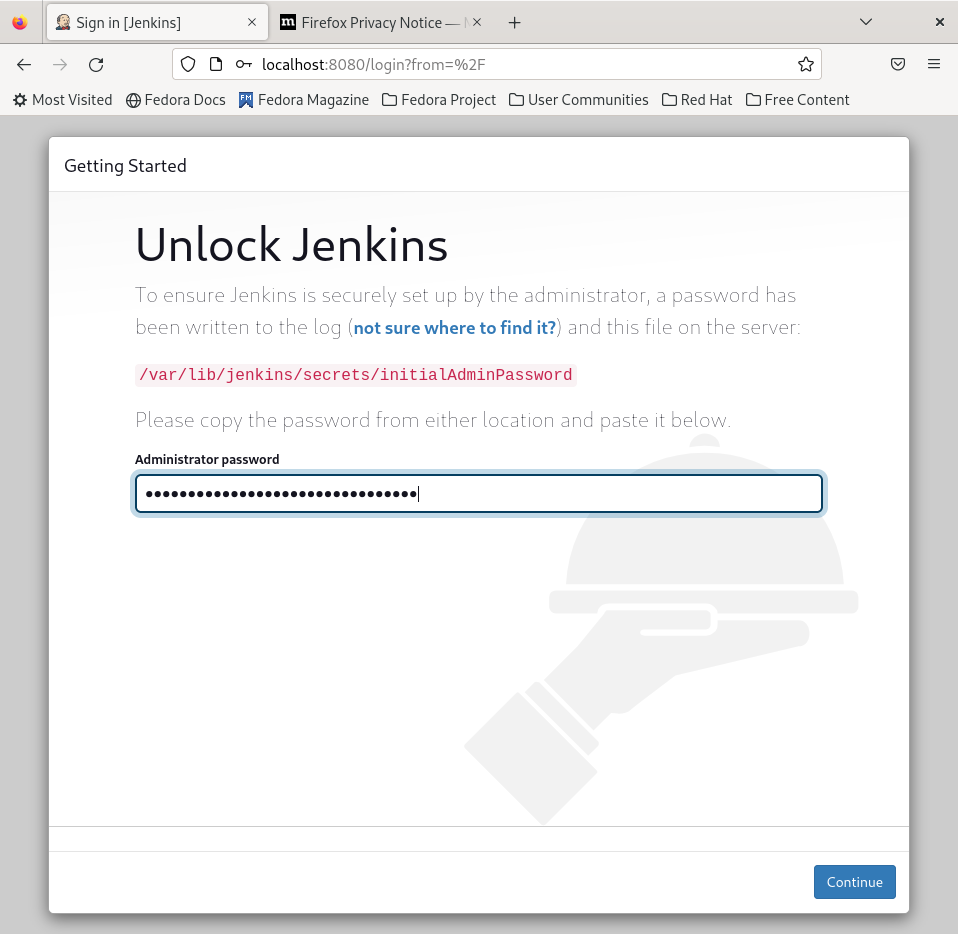 Sign in [Jenkins]
Firefox Privacy Notice —
localhost:8080/login?from=%2F
Most Visited Fedora Docs Fedora Magazine Fedora Project User Communities Red Hat Free Content
Getting Started
Unlock Jenkins
To ensure Jenkins is securely set up by the administrator, a password has
been written to the log (not sure where to find it?) and this file on the server:
/var/lib/jenkins/secrets/initialAdminPassword
Please copy the password from either location and paste it below.
Administrator password
••••••••••••••••••••••••••••••••
Continue